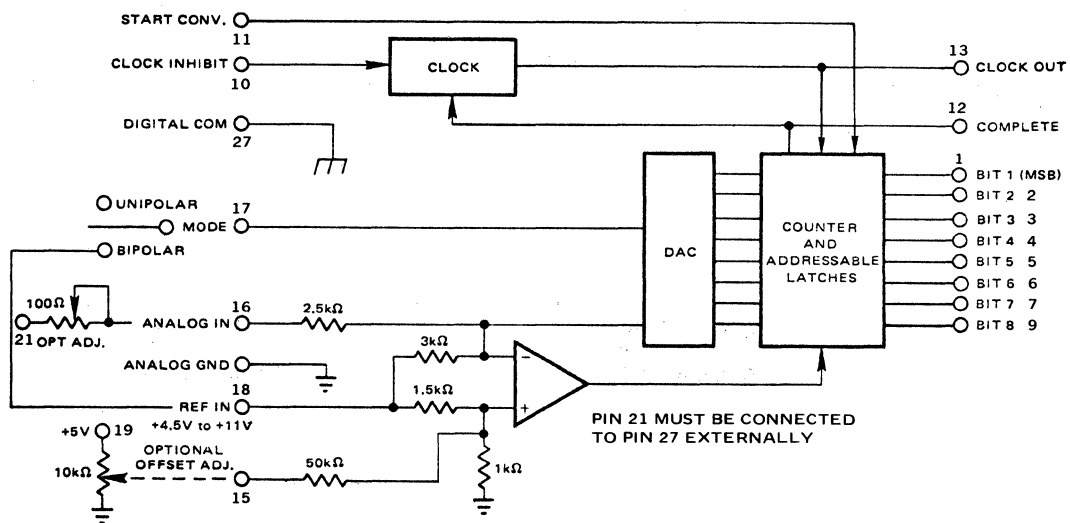 START CONV.
11
CLOCK INHIBIT
10
CLOCK
13
CLOCK OUT
12
COMPLETE
DIGITAL COM
27
UNIPOLAR
MODE
17
BIPOLAR
DAC
COUNTER
AND
ADDRESSABLE
LATCHES
1
BIT 1 (MSB)
BIT 2 2
BIT 3 3
BIT 4 4
BIT 5 5
BIT 6 6
BIT 7 7
BIT 8 9
100Ω
21 OPT ADJ.
ANALOG IN
16
2.5kΩ
ANALOG GND
3kΩ
18
REF IN
+4.5V to +11V
1.5kΩ
−
+
PIN 21 MUST BE CONNECTED
TO PIN 27 EXTERNALLY
+5V
19
10kΩ
OPTIONAL
OFFSET ADJ.
15
50kΩ
1kΩ